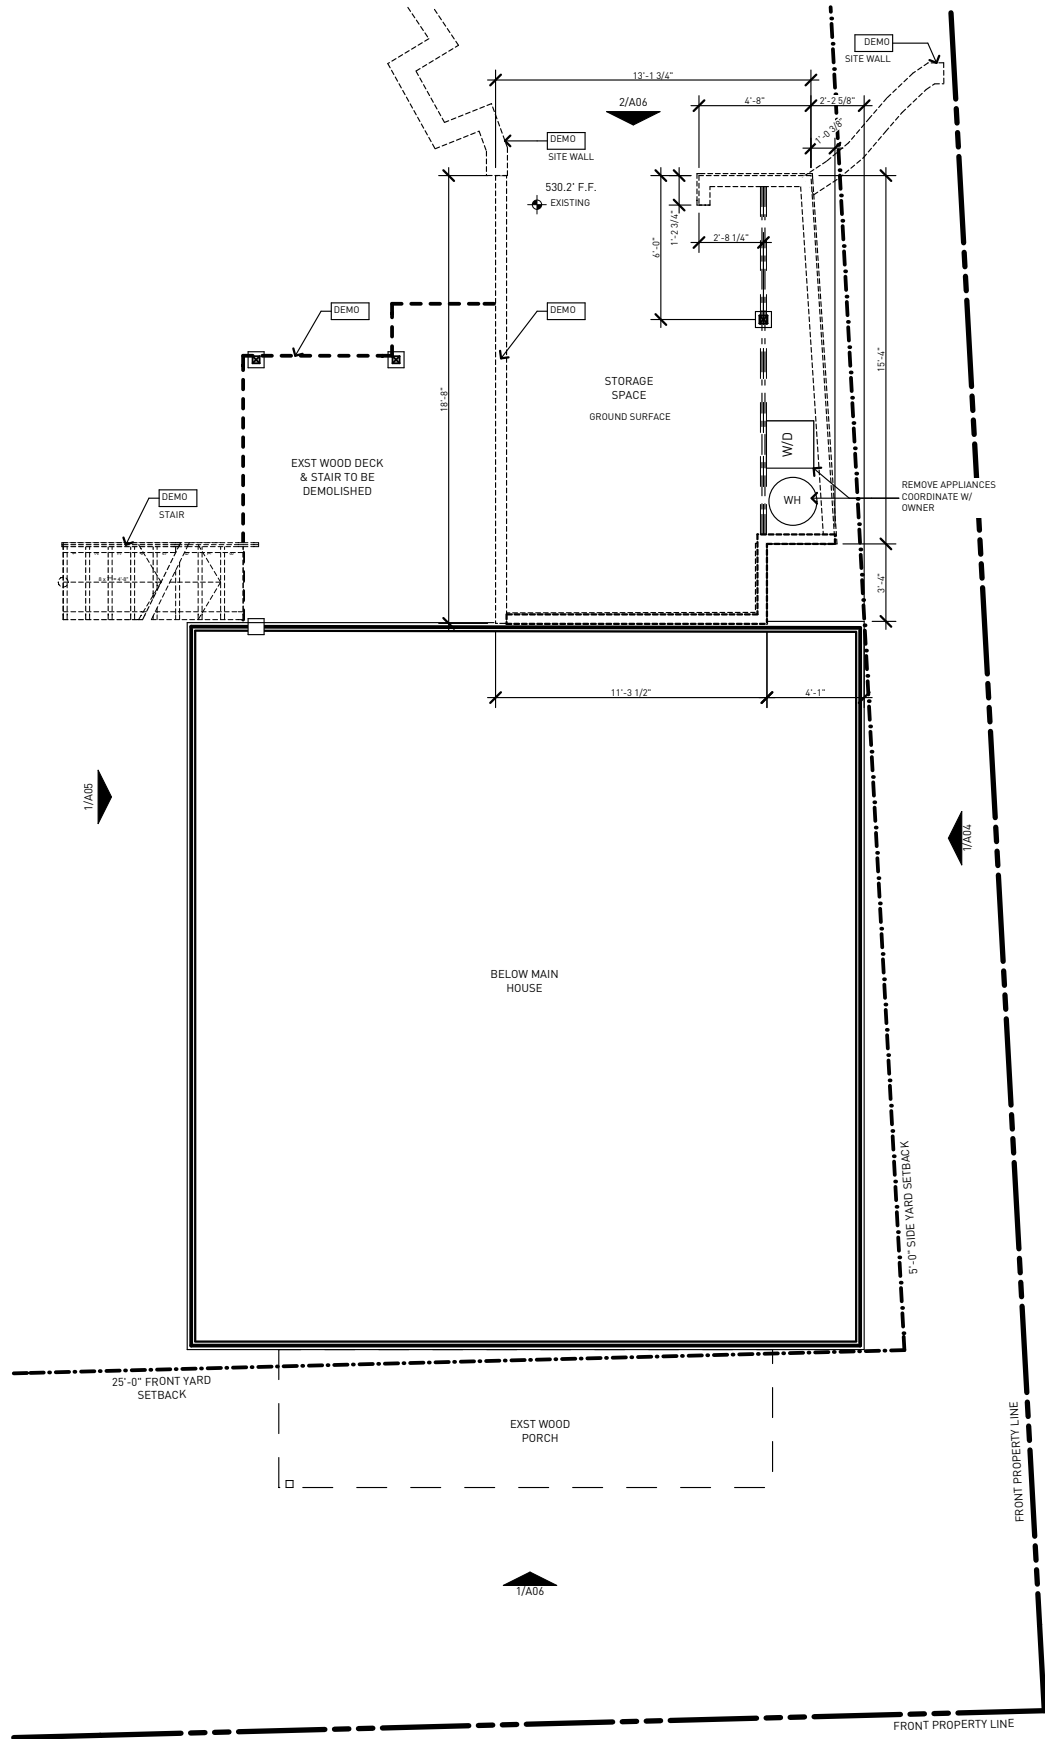 DEMO
SITE WALL
13'-1 3/4"
4'-8"
2'-2 5/8"
2/A06
1'-0 3/8"
DEMO
SITE WALL
530.2' F.F.
EXISTING
1'-2 3/4"
6'-0"
2'-8 1/4"
DEMO
DEMO
18'-8"
15'-4"
STORAGE
SPACE
GROUND SURFACE
W/D
EXST WOOD DECK
& STAIR TO BE
DEMOLISHED
DEMO
STAIR
WH
REMOVE APPLIANCES
COORDINATE W/
OWNER
3'-4"
11'-3 1/2"
4'-1"
1/A05
1/A04
BELOW MAIN
HOUSE
5'-0" SIDE YARD SETBACK
25'-0" FRONT YARD
SETBACK
EXST WOOD
PORCH
FRONT PROPERTY LINE
1/A06
FRONT PROPERTY LINE